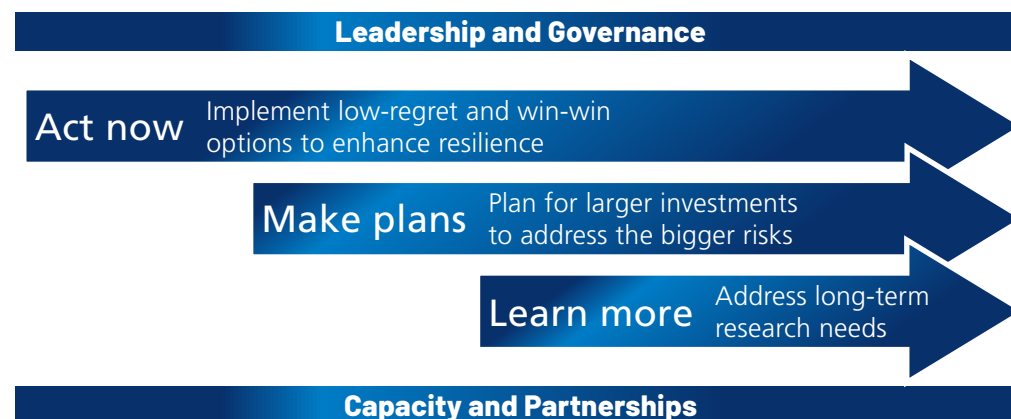 Leadership and Governance
Act now
Implement low-regret and win-win
options to enhance resilience
Make plans
Plan for larger investments
to address the bigger risks
Learn more
Address long-term
research needs
Capacity and Partnerships